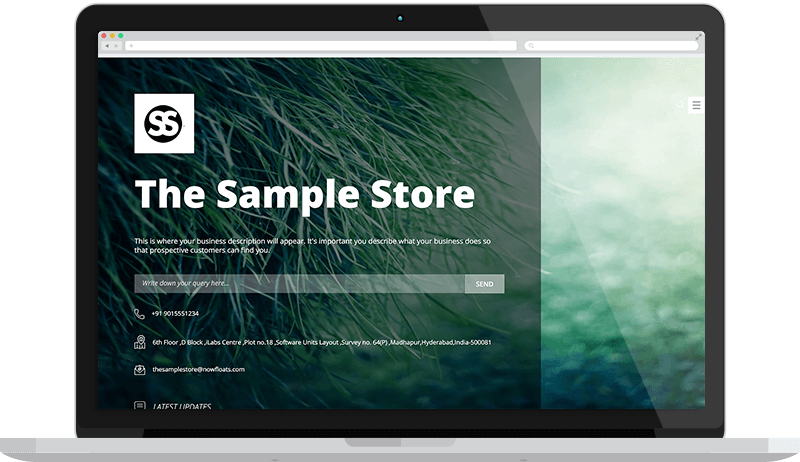 SS
The Sample Store
This is where your business description will appear. It's important you describe what your business does so
that prospective customers can find you.
Write down your query here...
SEND
+91 9015551234
6th Floor ,D Block ,iLabs Centre ,Plot no.18 ,Software Units Layout ,Survey no. 64(P) ,Madhapur,Hyderabad,India-500081
thesamplestore@nowfloats.com
LATEST UPDATES